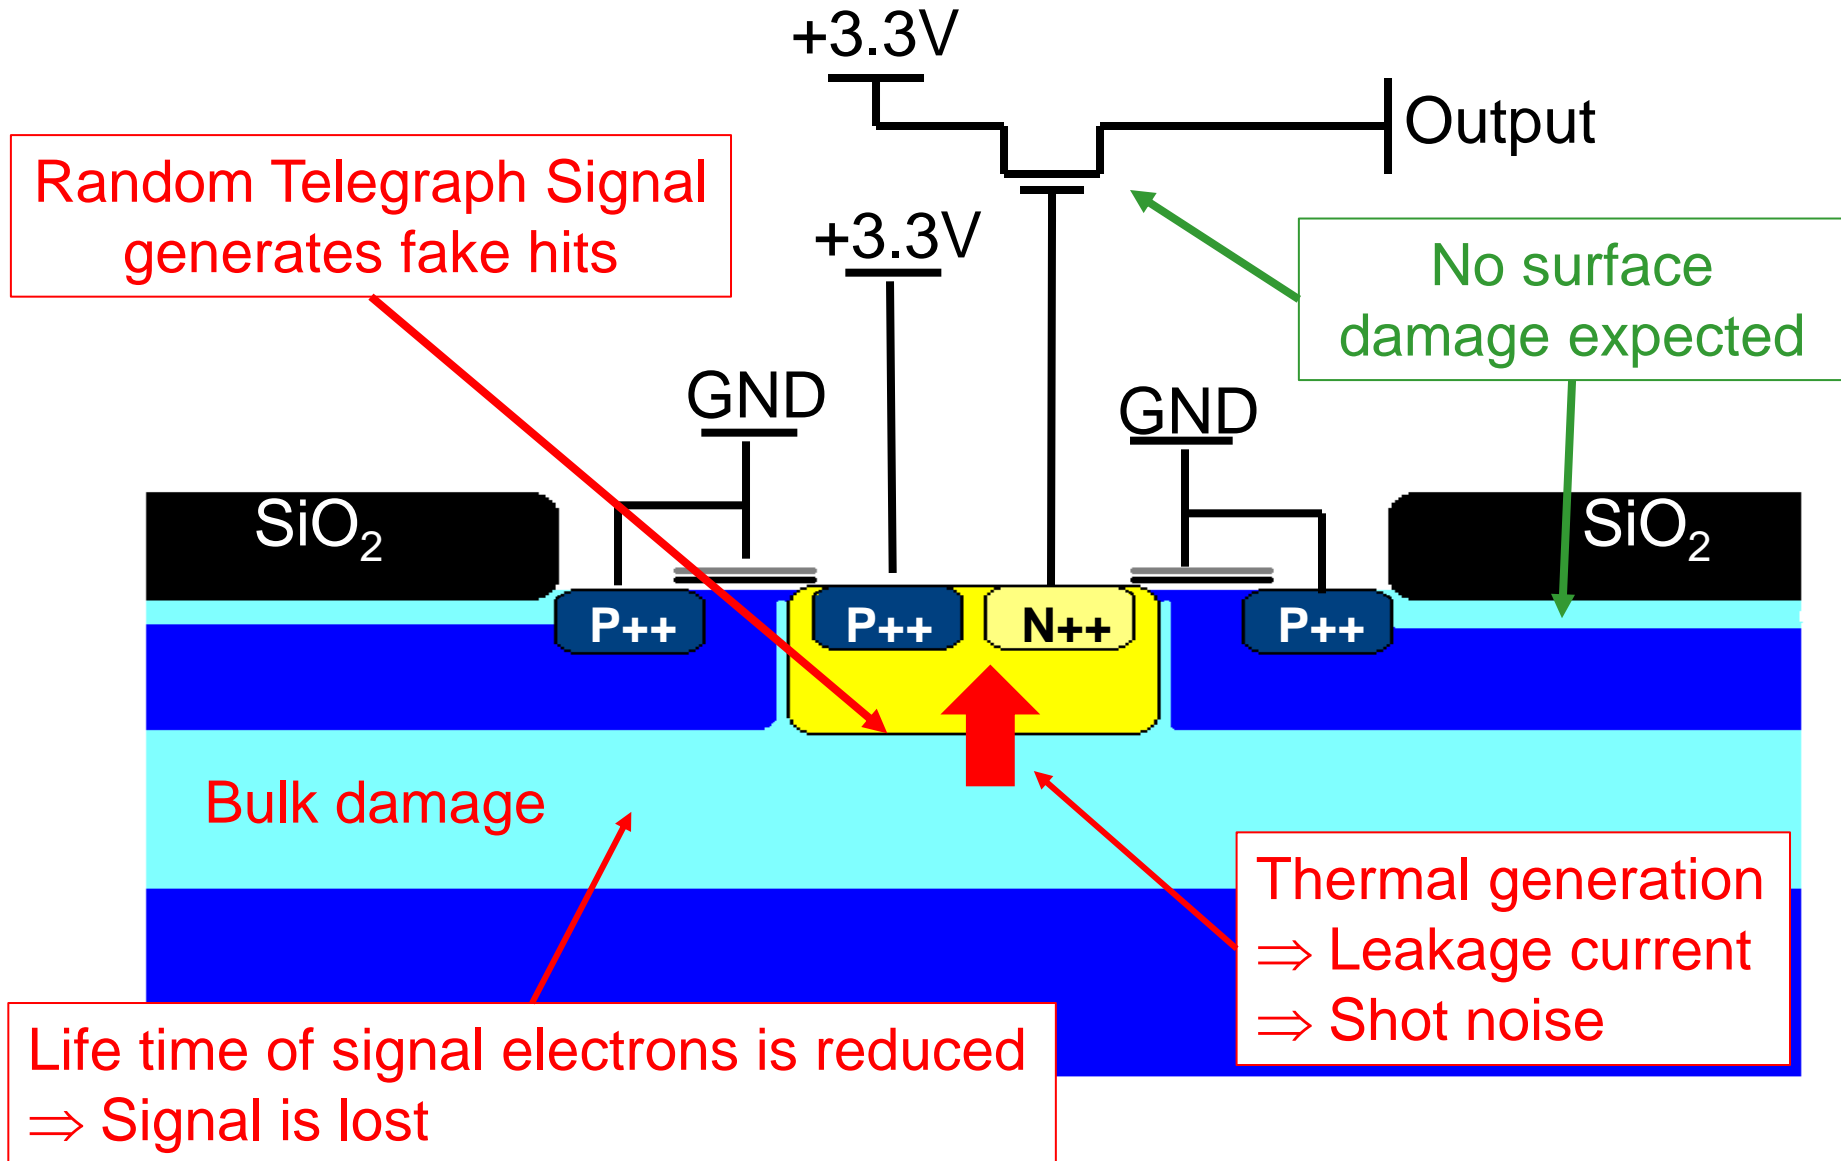 +3.3V
Output
Random Telegraph Signal
generates fake hits
+3.3V
No surface
damage expected
GND
GND
SiO₂
SiO₂
P++
P++
N++
P++
Bulk damage
Thermal generation
⇒ Leakage current
⇒ Shot noise
Life time of signal electrons is reduced
⇒ Signal is lost